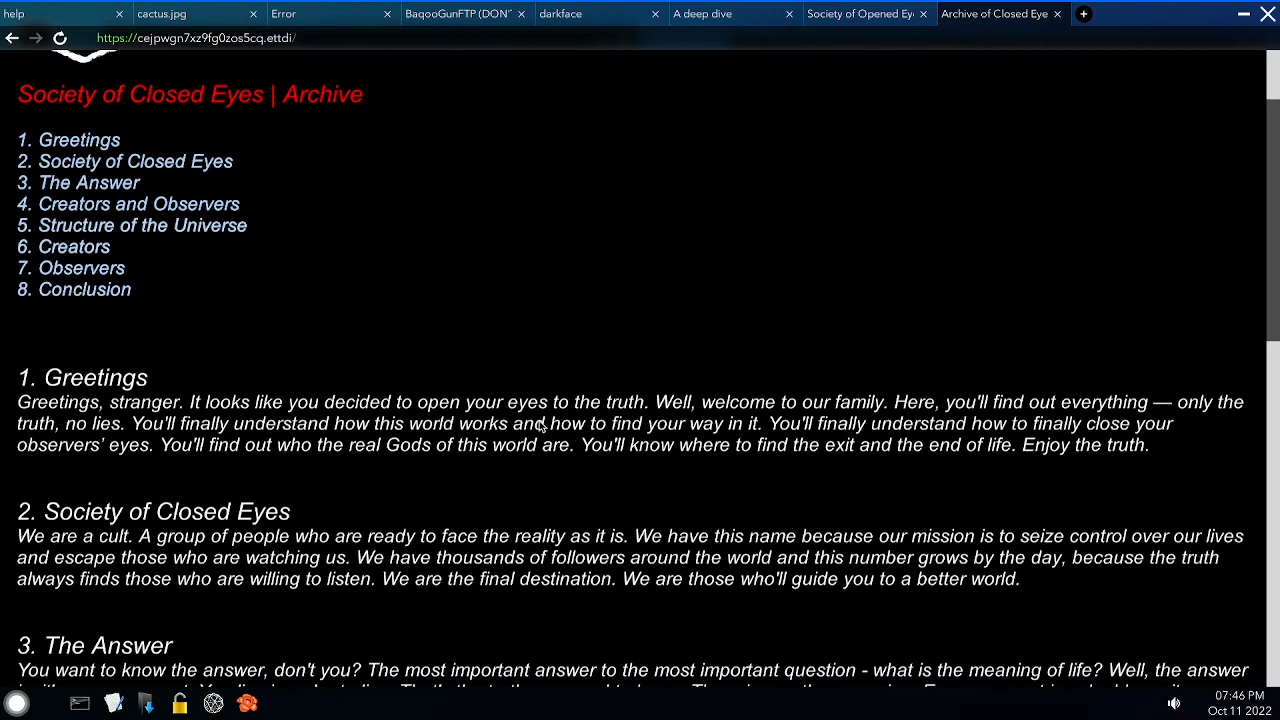 help
cactus.jpg
Error
BaqooGunFTP (DON'
darkface
A deep dive
Society of Opened Ey
Archive of Closed Eye
https://cejpwgn7xz9fg0zos5cq.ettdi/
Society of Closed Eyes | Archive
1. Greetings
2. Society of Closed Eyes
3. The Answer
4. Creators and Observers
5. Structure of the Universe
6. Creators
7. Observers
8. Conclusion
1. Greetings
Greetings, stranger. It looks like you decided to open your eyes to the truth. Well, welcome to our family. Here, you'll find out everything — only the
truth, no lies. You'll finally understand how this world works and how to find your way in it. You'll finally understand how to finally close your
observers' eyes. You'll find out who the real Gods of this world are. You'll know where to find the exit and the end of life. Enjoy the truth.
2. Society of Closed Eyes
We are a cult. A group of people who are ready to face the reality as it is. We have this name because our mission is to seize control over our lives
and escape those who are watching us. We have thousands of followers around the world and this number grows by the day, because the truth
always finds those who are willing to listen. We are the final destination. We are those who'll guide you to a better world.
3. The Answer
You want to know the answer, don't you? The most important answer to the most important question - what is the meaning of life? Well, the answer
07:46 PM
Oct 11 2022